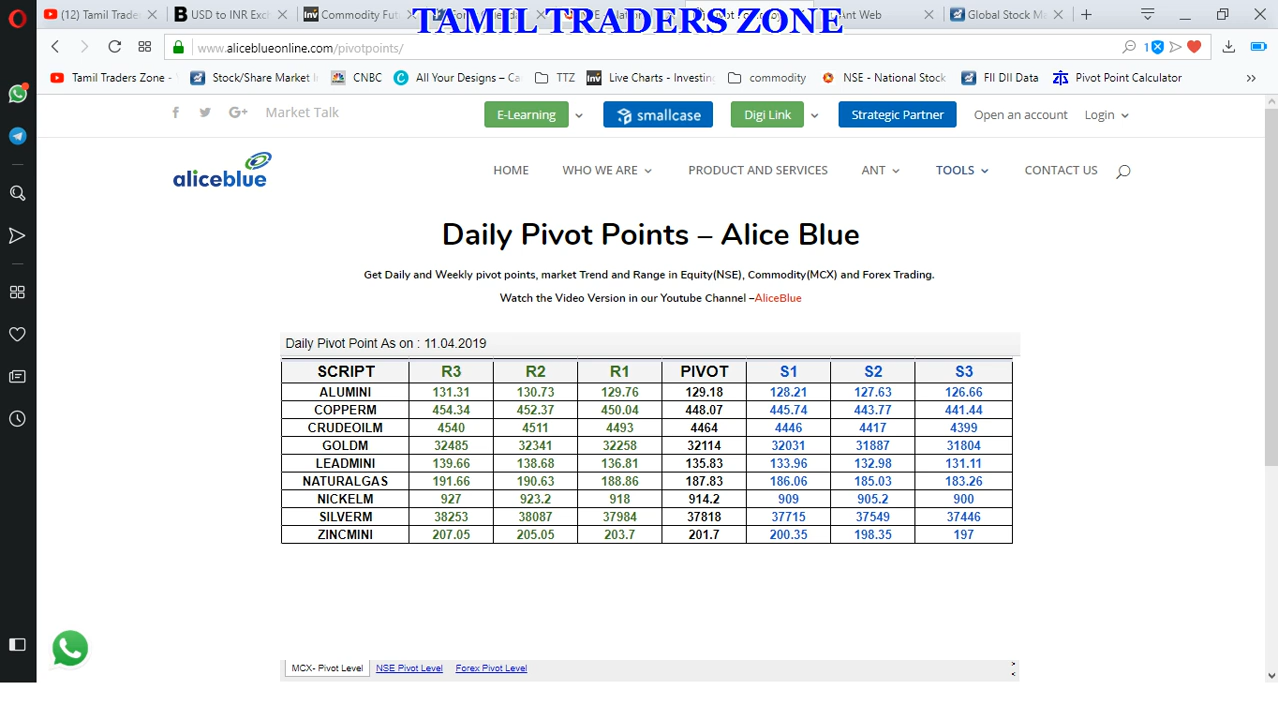 TAMIL TRADERS ZONE
(12) Tamil Trade
USD to INR Exc
Commodity Fut
Ant Web
Global Stock Ma
www.aliceblueonline.com/pivotpoints/
1
Tamil Traders Zone -
Stock/Share Market I
CNBC
All Your Designs – Ca
TTZ
Live Charts - Investing
commodity
NSE - National Stock
FII DII Data
Pivot Point Calculator
Market Talk
E-Learning
smallcase
Digi Link
Strategic Partner
Open an account
Login
aliceblue
HOME
WHO WE ARE
PRODUCT AND SERVICES
ANT
TOOLS
CONTACT US
Daily Pivot Points – Alice Blue
Get Daily and Weekly pivot points, market Trend and Range in Equity(NSE), Commodity(MCX) and Forex Trading.
Watch the Video Version in our Youtube Channel –AliceBlue
Daily Pivot Point As on : 11.04.2019
SCRIPT R3 R2 R1 PIVOT S1 S2 S3
ALUMINI 131.31 130.73 129.76 129.18 128.21 127.63 126.66
COPPERM 454.34 452.37 450.04 448.07 445.74 443.77 441.44
CRUDEOILM 4540 4511 4493 4464 4446 4417 4399
GOLDM 32485 32341 32258 32114 32031 31887 31804
LEADMINI 139.66 138.68 136.81 135.83 133.96 132.98 131.11
NATURALGAS 191.66 190.63 188.86 187.83 186.06 185.03 183.26
NICKELM 927 923.2 918 914.2 909 905.2 900
SILVERM 38253 38087 37984 37818 37715 37549 37446
ZINCMINI 207.05 205.05 203.7 201.7 200.35 198.35 197
MCX- Pivot Level
NSE Pivot Level
Forex Pivot Level